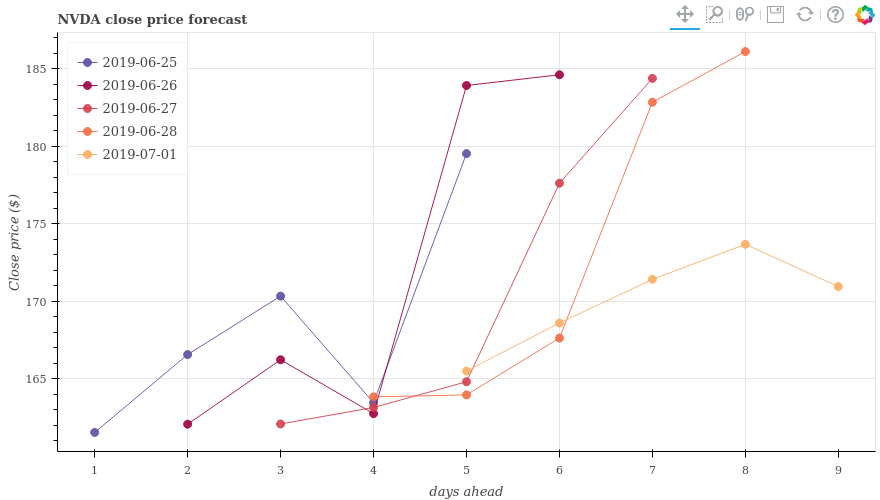 NVDA close price forecast
2019-06-25
2019-06-26
2019-06-27
2019-06-28
2019-07-01
185
180
175
170
165
Close price ($)
1 2 3 4 5 6 7 8 9
days ahead